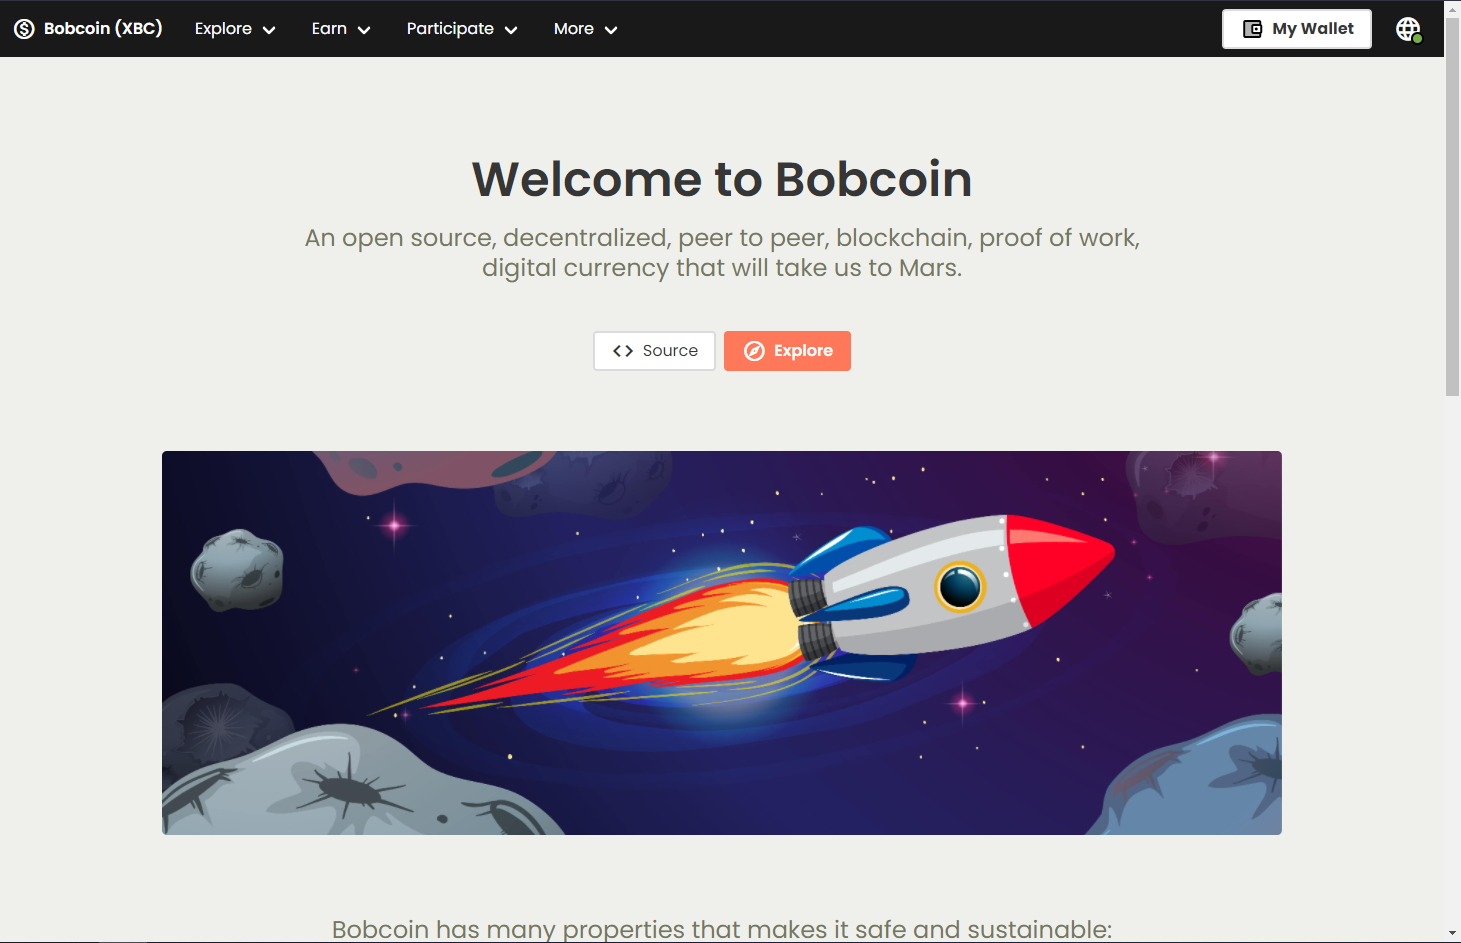 Bobcoin (XBC) Explore Earn Participate More My Wallet
Welcome to Bobcoin
An open source, decentralized, peer to peer, blockchain, proof of work,
digital currency that will take us to Mars.
Source Explore
Bobcoin has many properties that makes it safe and sustainable: